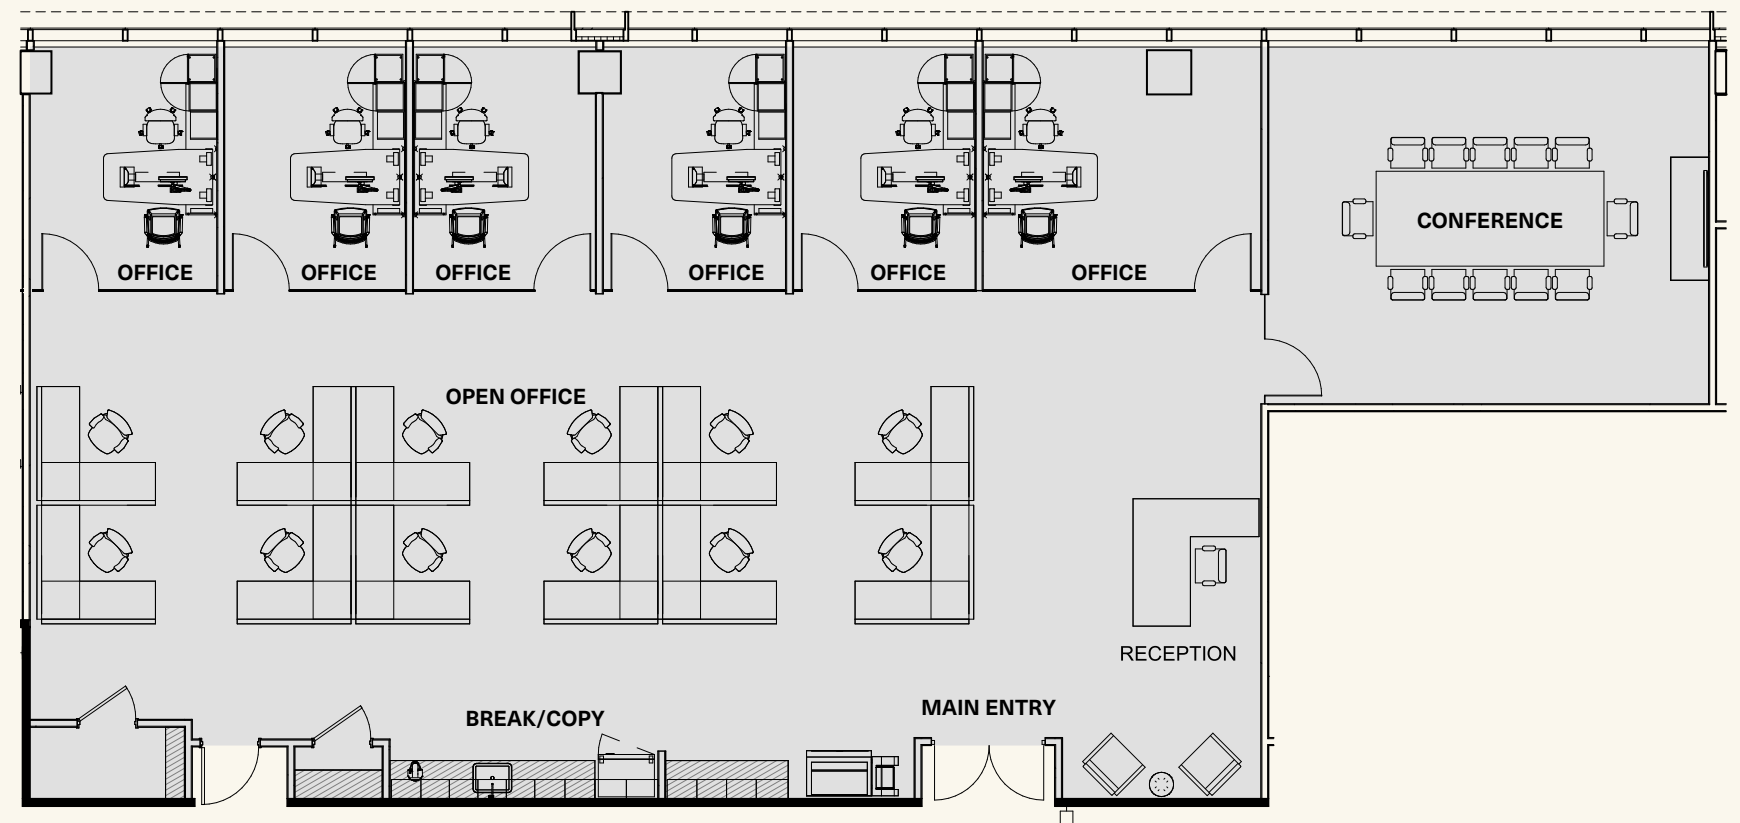 OFFICE
OFFICE
OFFICE
OFFICE
OFFICE
OFFICE
CONFERENCE
OPEN OFFICE
RECEPTION
BREAK/COPY
MAIN ENTRY